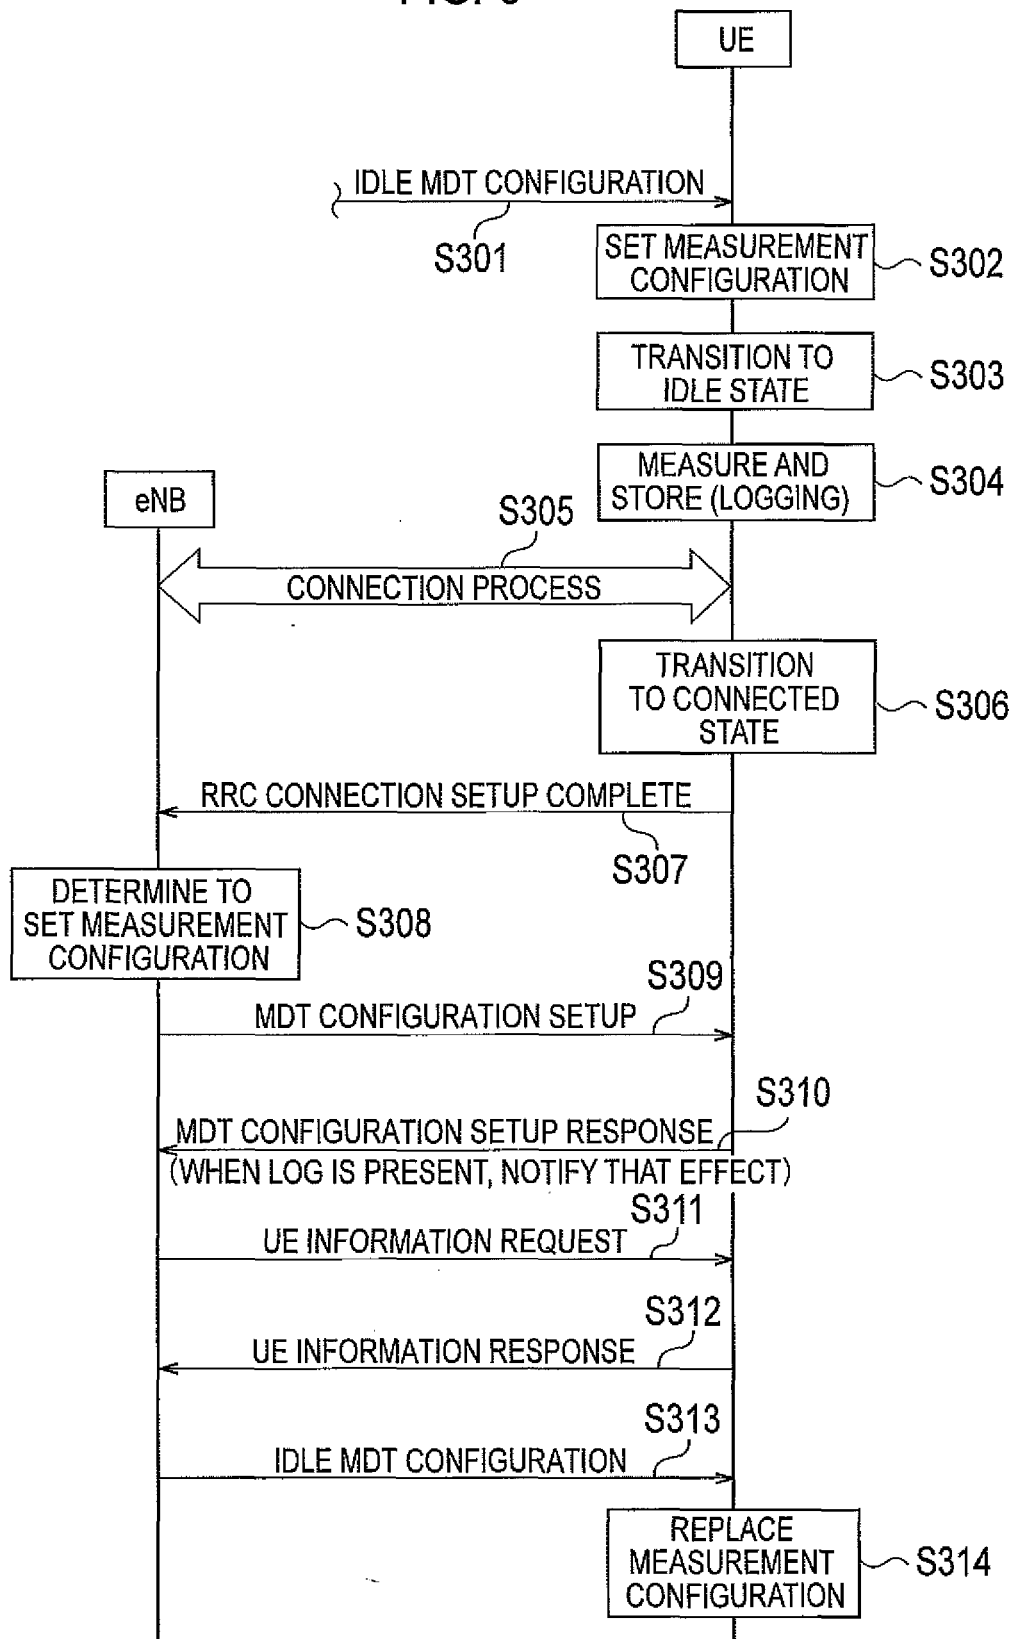 UE
IDLE MDT CONFIGURATION
S301
SET MEASUREMENT
CONFIGURATION
S302
TRANSITION TO
IDLE STATE
S303
MEASURE AND
STORE (LOGGING)
S304
eNB
S305
CONNECTION PROCESS
TRANSITION
TO CONNECTED
STATE
S306
RRC CONNECTION SETUP COMPLETE
S307
DETERMINE TO
SET MEASUREMENT
CONFIGURATION
S308
S309
MDT CONFIGURATION SETUP
S310
MDT CONFIGURATION SETUP RESPONSE
(WHEN LOG IS PRESENT, NOTIFY THAT EFFECT)
S311
UE INFORMATION REQUEST
S312
UE INFORMATION RESPONSE
S313
IDLE MDT CONFIGURATION
REPLACE
MEASUREMENT
CONFIGURATION
S314